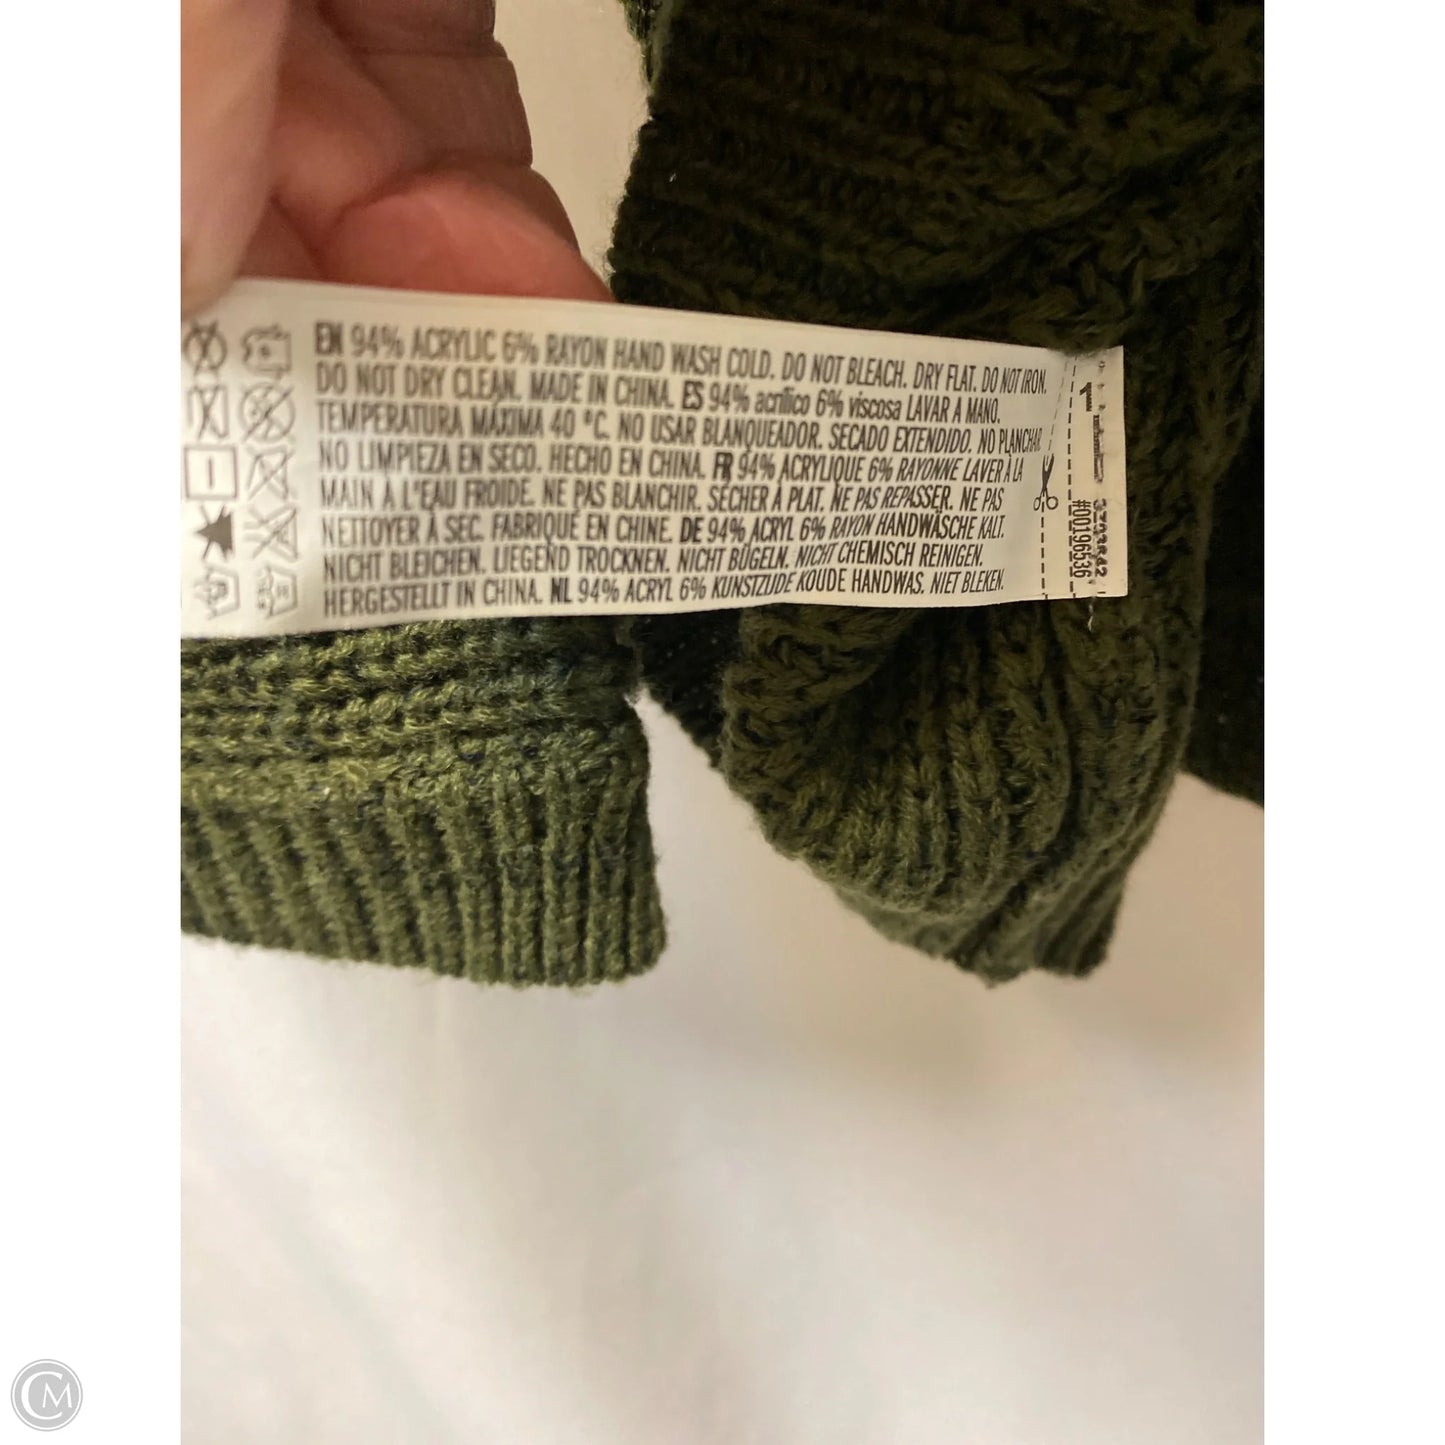 EN 94% ACRYLIC 6% RAYON HAND WASH COLD. DO NOT BLEACH. DRY FLAT. DO NOT IRON.
DO NOT DRY CLEAN. MADE IN CHINA. ES 94% acrílico 6% viscosa LAVAR A MANO.
TEMPERATURA MÁXIMA 40 °C. NO USAR BLANQUEADOR. SECADO EXTENDIDO. NO PLANCHAR
NO LIMPIEZA EN SECO. HECHO EN CHINA. FR 94% ACRYLIQUE 6% RAYONNE LAVER À LA
MAIN À L'EAU FROIDE. NE PAS BLANCHIR. SÉCHER À PLAT. NE PAS REPASSER. NE PAS
NETTOYER À SEC. FABRIQUÉ EN CHINE. DE 94% ACRYL 6% RAYON HANDWÄSCHE KALT.
NICHT BLEICHEN. LIEGEND TROCKNEN. NICHT BÜGELN. NICHT CHEMISCH REINIGEN.
HERGESTELLT IN CHINA. NL 94% ACRYL 6% KUNSTZIJDE KOUDE HANDWAS. NIET BLEKEN.
#00196536
CM